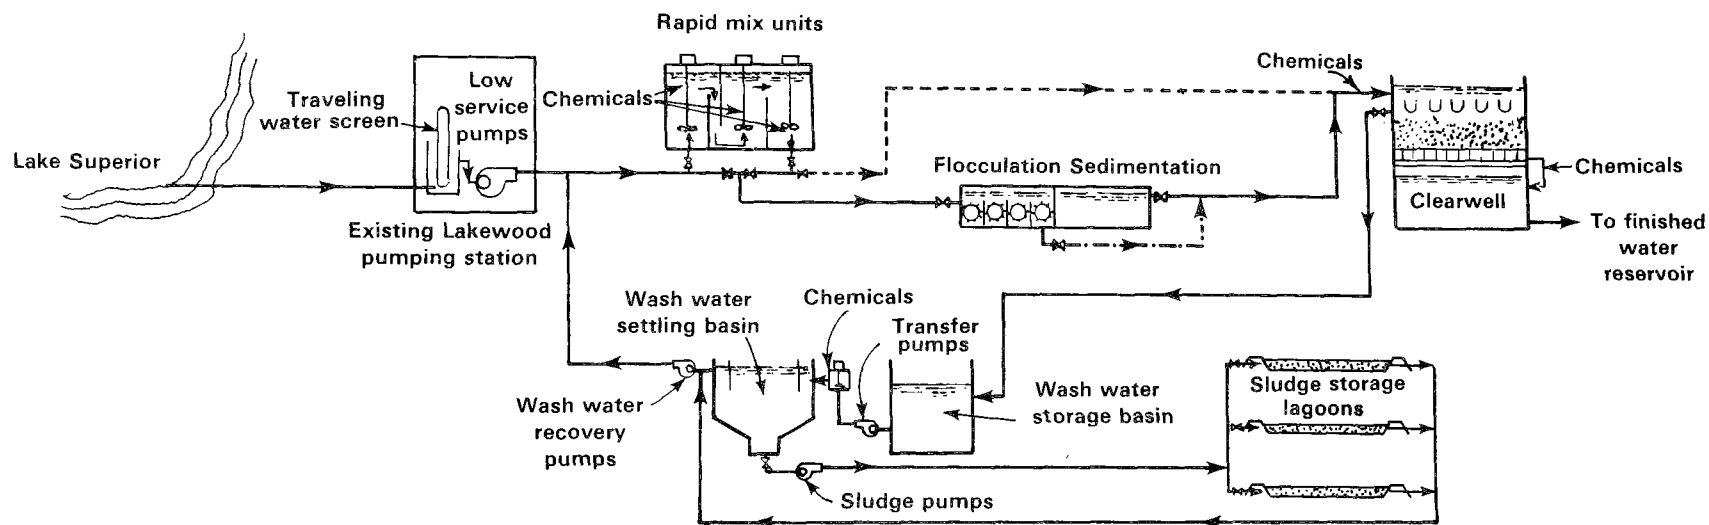 Rapid mix units
Low
service
pumps
Chemicals
Traveling
water screen
Chemicals
Lake Superior
Flocculation Sedimentation
Chemicals
Clearwell
To finished
water
reservoir
Existing Lakewood
pumping station
Wash water
settling basin
Chemicals
Transfer
pumps
Wash water
storage basin
Sludge storage
lagoons
Wash water
recovery
pumps
Sludge pumps